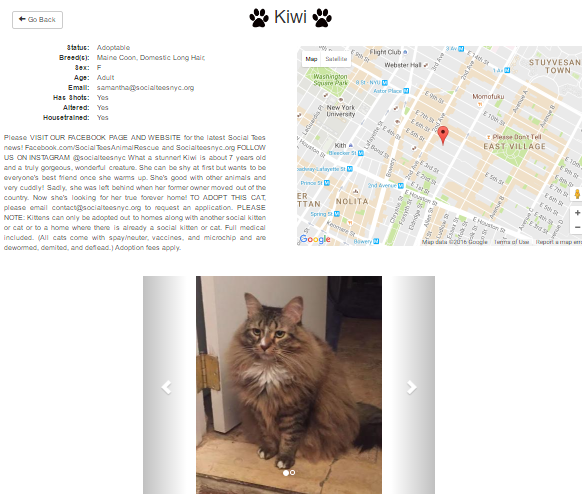 Go Back
Kiwi
Status: Adoptable
Breed(s): Maine Coon, Domestic Long Hair,
Sex: F
Age: Adult
Email: samantha@socialteesnyc.org
Has Shots: Yes
Altered: Yes
Housetrained: Yes
Please VISIT OUR FACEBOOK PAGE AND WEBSITE for the latest Social Tees
news! Facebook.com/SocialTeesAnimalRescue and Socialteesnyc.org FOLLOW
US ON INSTAGRAM @socialteesnyc What a stunner! Kiwi is about 7 years old
and a truly gorgeous, wonderful creature. She can be shy at first but wants to be
everyone's best friend once she warms up. She's good with other animals and
very cuddly! Sadly, she was left behind when her former owner moved out of the
country. Now she's looking for her true forever home! TO ADOPT THIS CAT,
please email contact@socialteesnyc.org to request an application. PLEASE
NOTE: Kittens can only be adopted out to homes along with another social kitten
or cat or to a home where there is already a social kitten or cat. Full medical
included. (All cats come with spay/neuter, vaccines, and microchip and are
dewormed, demited, and deflead.) Adoption fees apply.
Map Satellite
Flight Club
Webster Hall
3 Av
1 Av
STUYVESANT
TOWN
Washington
Square Park
8 St - NYU
Astor Place
E 9th St
Momofuku
New York
University
Kith
Bleecker St
Please Don't Tell
EAST VILLAGE
Broadway-Lafayette St
Prince St
2nd Avenue
NOLITA
Spring St
Bowery
Google
Map data ©2016 Google Terms of Use Report a map
+
−